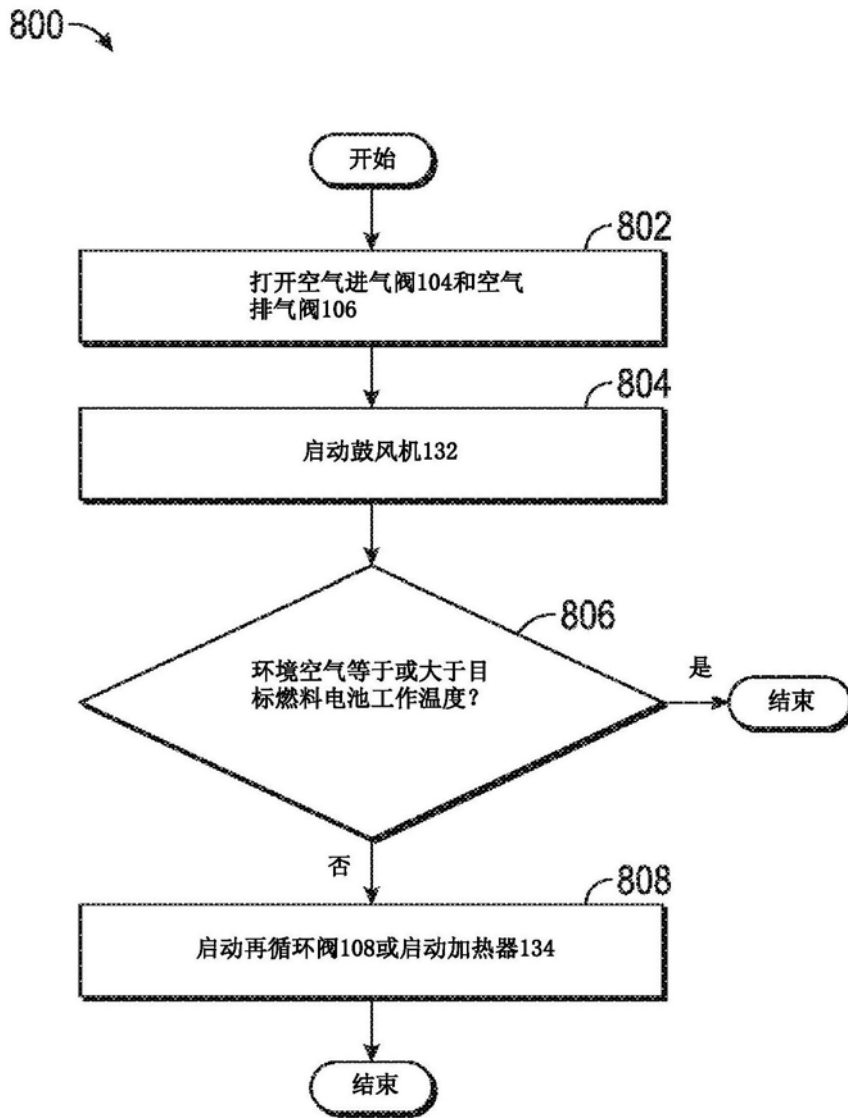 800
开始
802
打开空气进气阀104和空气
排气阀106
804
启动鼓风机132
806
环境空气等于或大于目
标燃料电池工作温度?
是
结束
否
808
启动再循环阀108或启动加热器134
结束